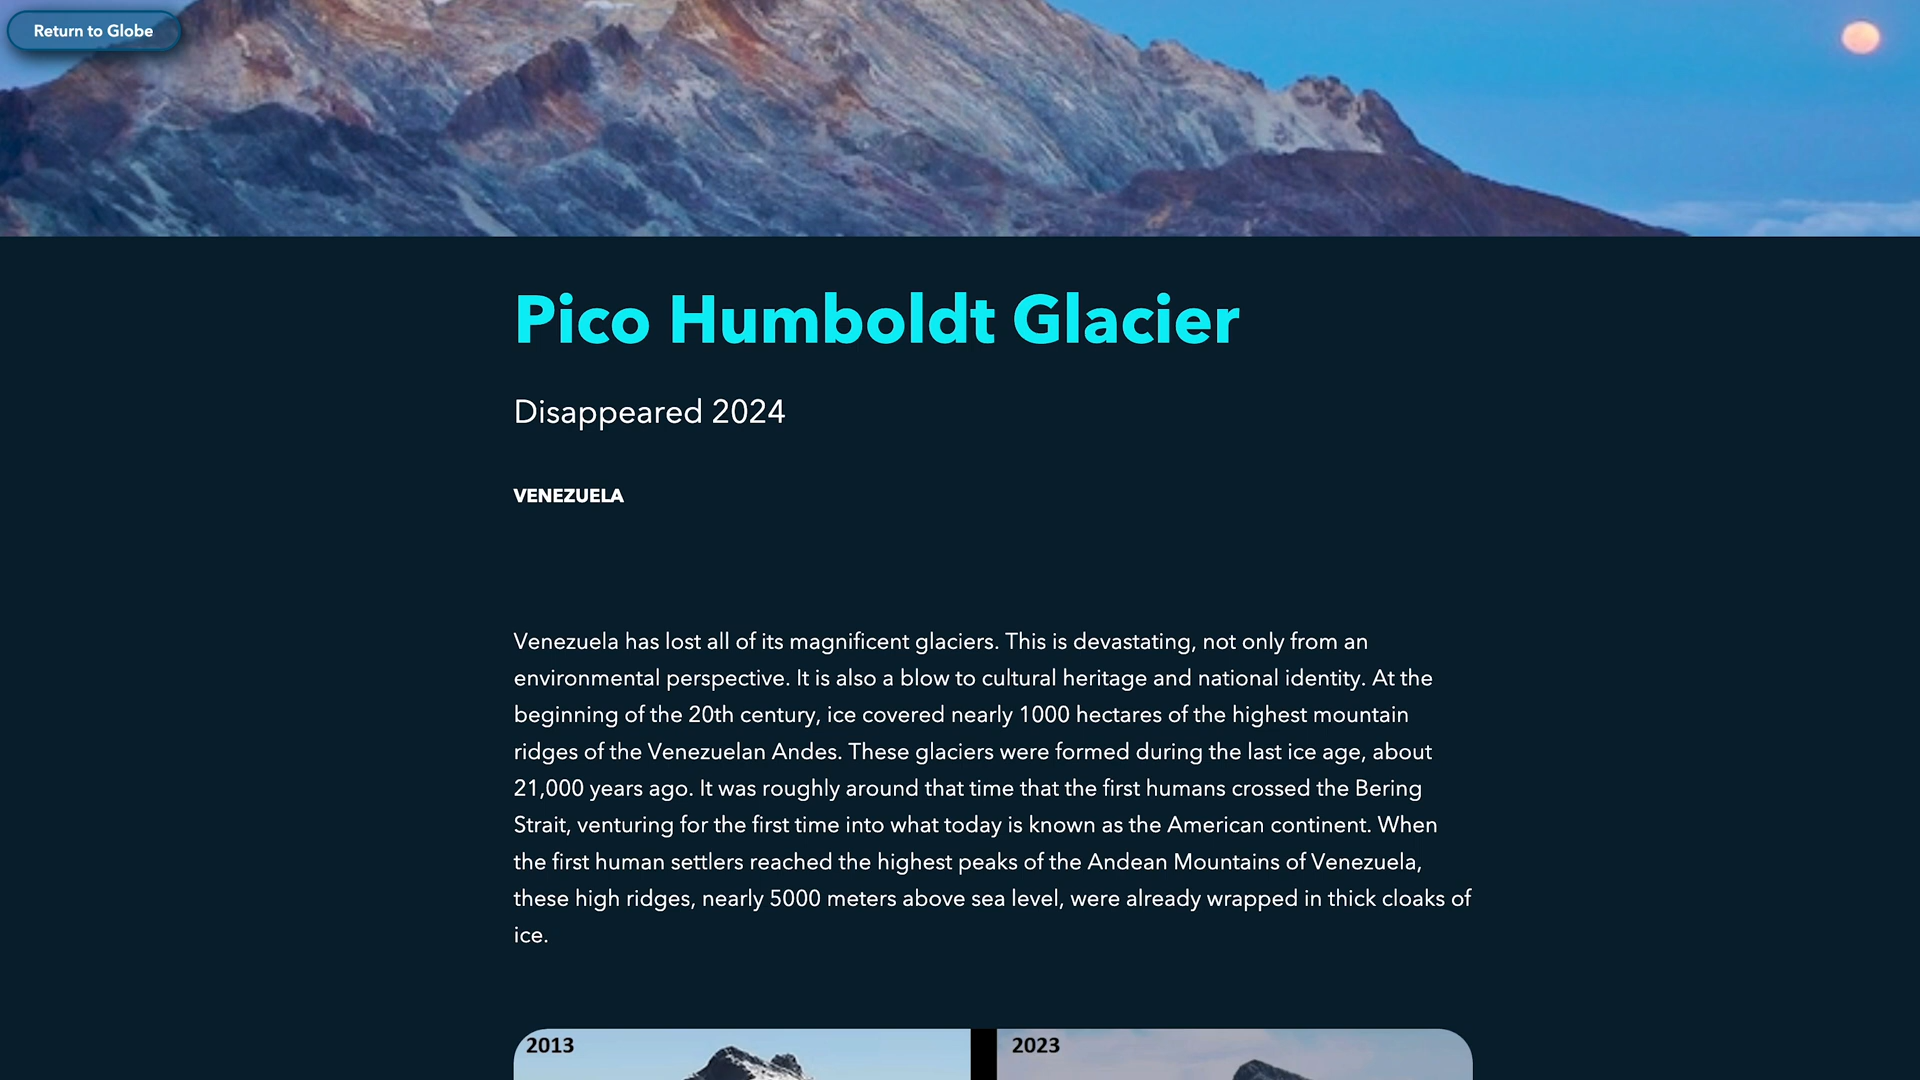 Return to Globe
Pico Humboldt Glacier
Disappeared 2024
VENEZUELA
Venezuela has lost all of its magnificent glaciers. This is devastating, not only from an
environmental perspective. It is also a blow to cultural heritage and national identity. At the
beginning of the 20th century, ice covered nearly 1000 hectares of the highest mountain
ridges of the Venezuelan Andes. These glaciers were formed during the last ice age, about
21,000 years ago. It was roughly around that time that the first humans crossed the Bering
Strait, venturing for the first time into what today is known as the American continent. When
the first human settlers reached the highest peaks of the Andean Mountains of Venezuela,
these high ridges, nearly 5000 meters above sea level, were already wrapped in thick cloaks of
ice.
2013
2023